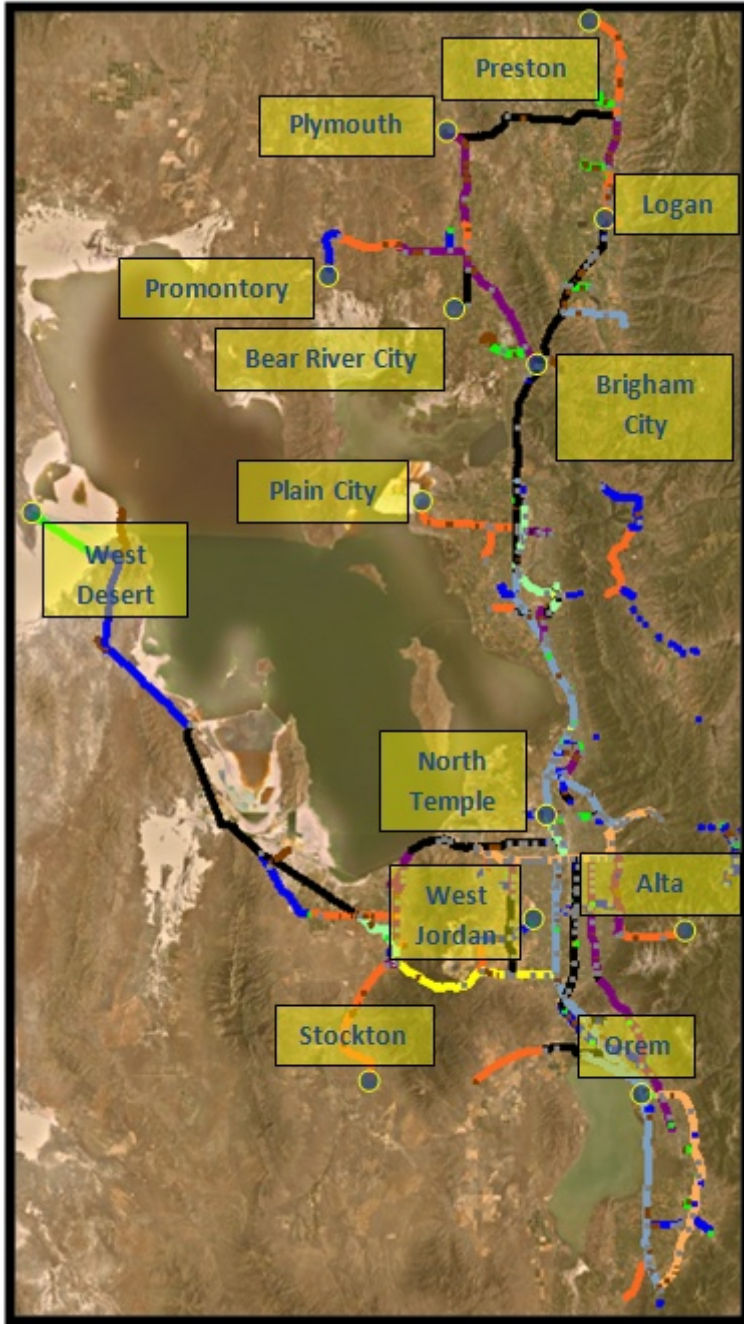 Preston
Plymouth
Logan
Promontory
Bear River City
Brigham
City
Plain City
West
Desert
North
Temple
West
Jordan
Alta
Stockton
Orem